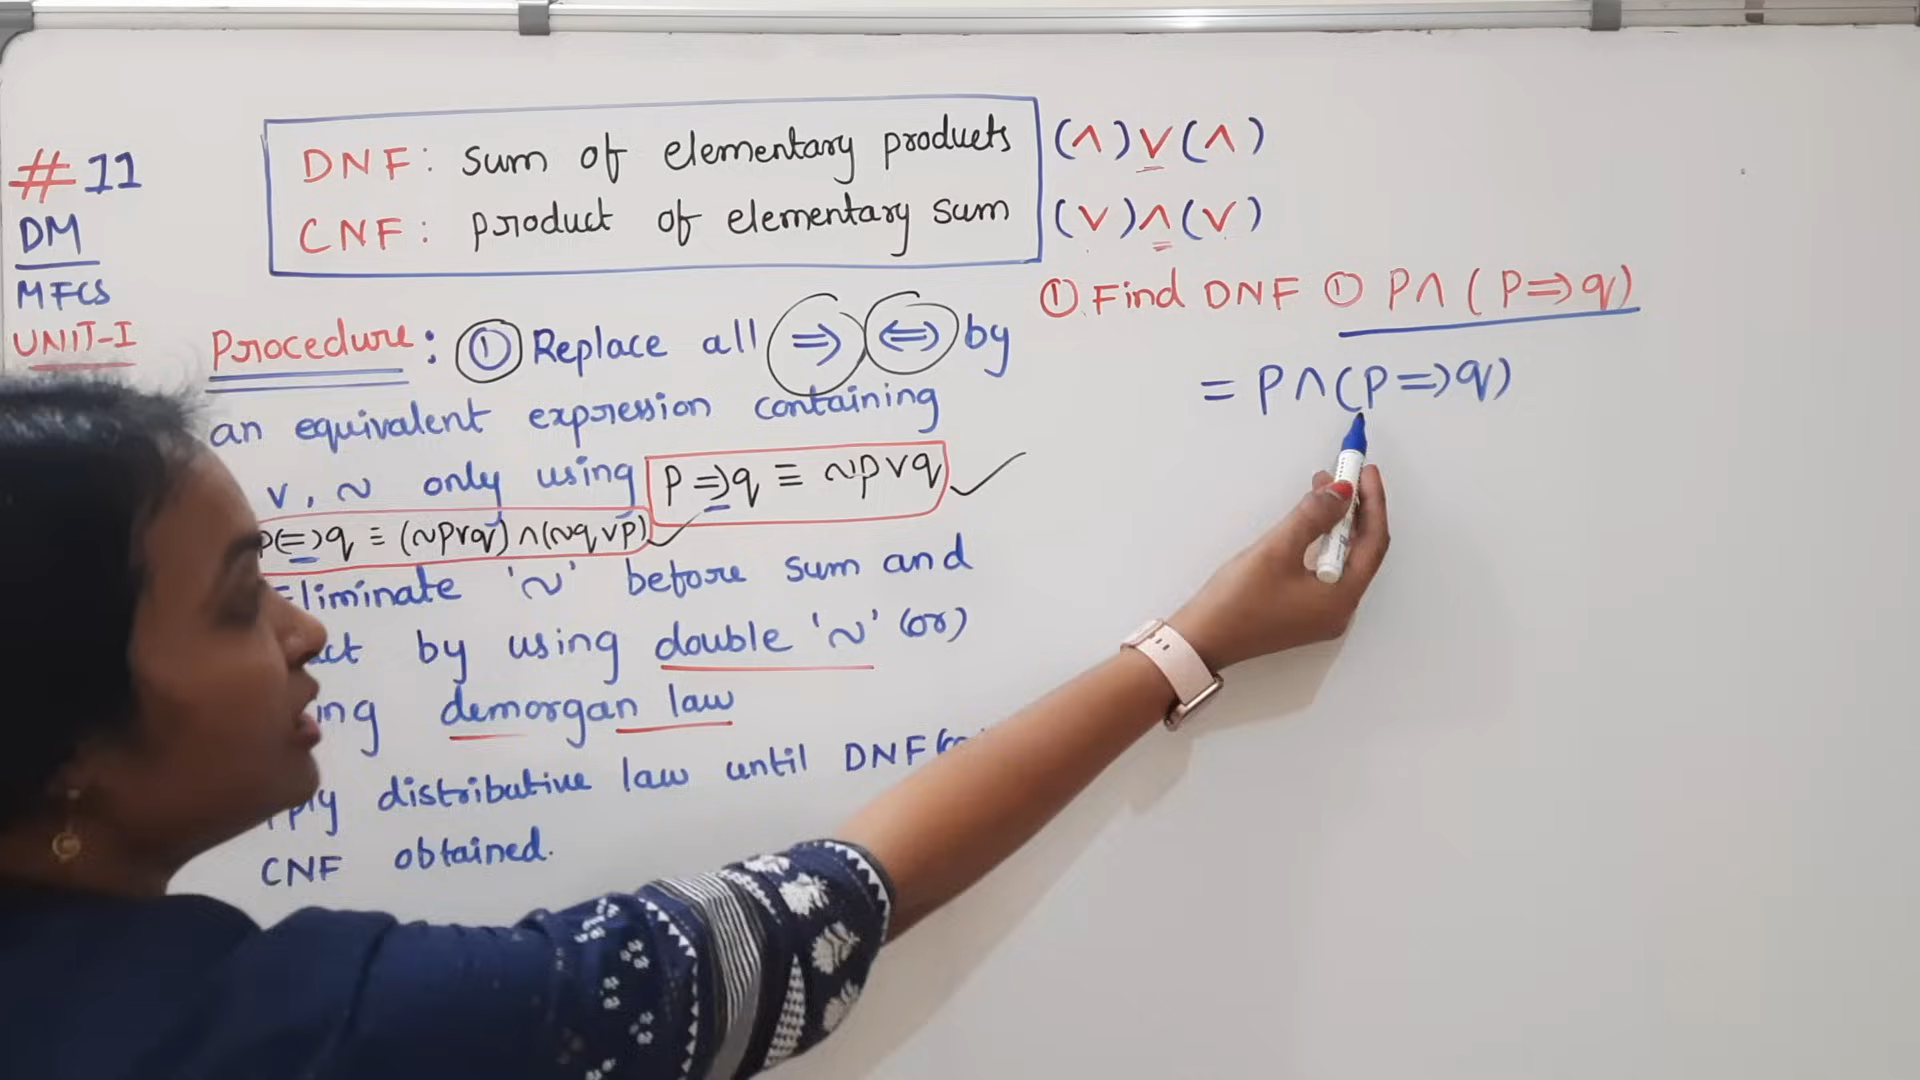 #11
DM
MFCS
UNIT-I
DNF: sum of elementary products (∧)∨(∧)
CNF: product of elementary sum (∨)∧(∨)
① Find DNF ① P∧(P⇒q)
= P∧(P⇒q)
Procedure: ① Replace all ⇒ ⇔ by
an equivalent expression containing
∨, ~ only using P⇒q ≡ ~p∨q
P⇔q ≡ (~p∨q)∧(~q∨p)
Eliminate '~' before sum and
by using double '~' (or)
demorgan law
distributive law until DNF
CNF obtained.